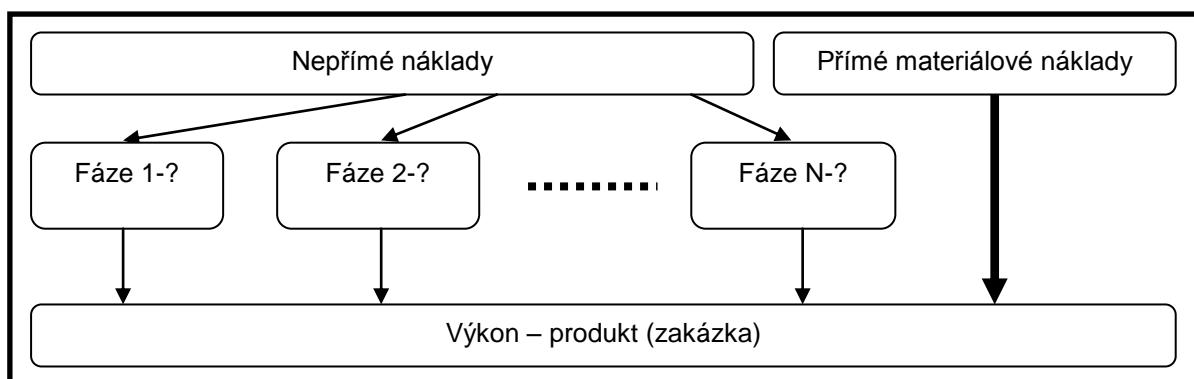 Nepřímé náklady
Přímé materiálové náklady
Fáze 1-?
Fáze 2-?
Fáze N-?
Výkon – produkt (zakázka)